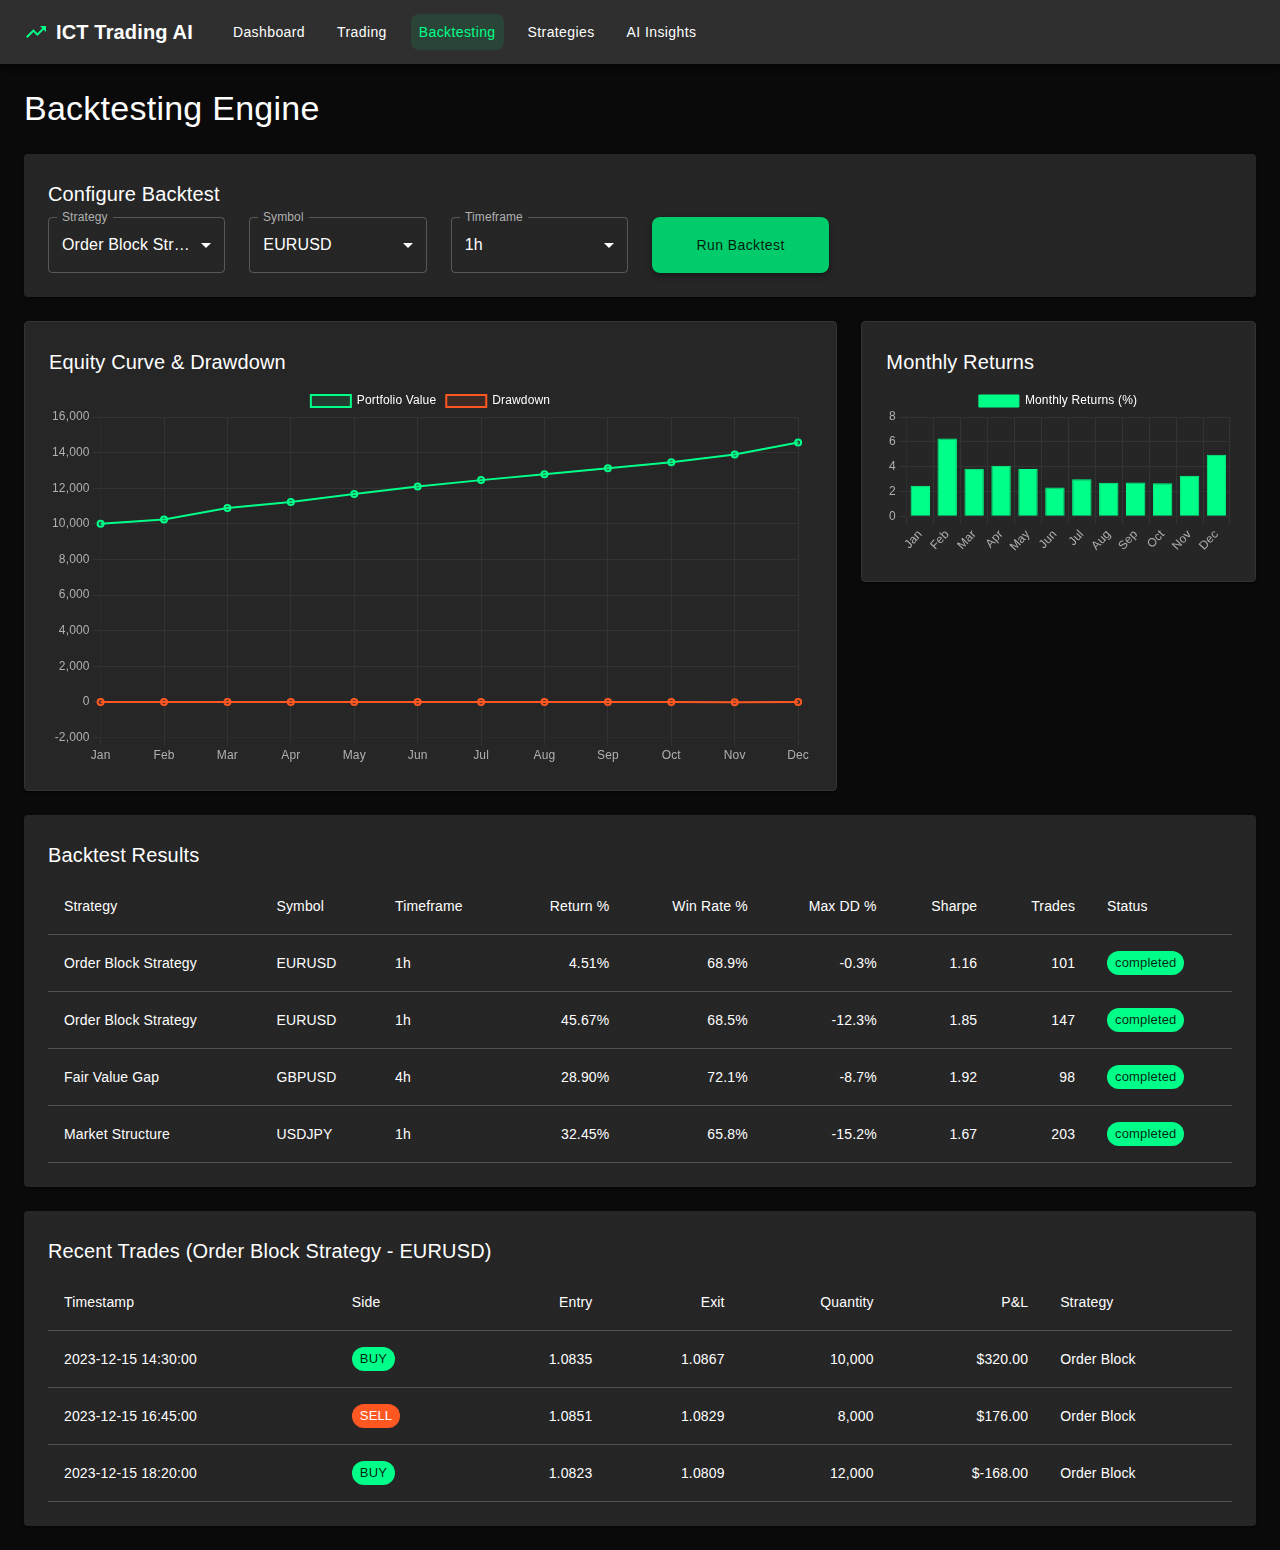 ICT Trading AI Dashboard Trading Backtesting Strategies AI Insights
Backtesting Engine
Configure Backtest
Strategy Symbol Timeframe
Order Block Str... EURUSD 1h Run Backtest
Equity Curve & Drawdown
Portfolio Value Drawdown
16,000
14,000
12,000
10,000
8,000
6,000
4,000
2,000
0
-2,000
Jan Feb Mar Apr May Jun Jul Aug Sep Oct Nov Dec
Monthly Returns
Monthly Returns (%)
8
6
4
2
0
Jan Feb Mar Apr May Jun Jul Aug Sep Oct Nov Dec
Backtest Results
Strategy Symbol Timeframe Return % Win Rate % Max DD % Sharpe Trades Status
Order Block Strategy EURUSD 1h 4.51% 68.9% -0.3% 1.16 101 completed
Order Block Strategy EURUSD 1h 45.67% 68.5% -12.3% 1.85 147 completed
Fair Value Gap GBPUSD 4h 28.90% 72.1% -8.7% 1.92 98 completed
Market Structure USDJPY 1h 32.45% 65.8% -15.2% 1.67 203 completed
Recent Trades (Order Block Strategy - EURUSD)
Timestamp Side Entry Exit Quantity P&L Strategy
2023-12-15 14:30:00 BUY 1.0835 1.0867 10,000 $320.00 Order Block
2023-12-15 16:45:00 SELL 1.0851 1.0829 8,000 $176.00 Order Block
2023-12-15 18:20:00 BUY 1.0823 1.0809 12,000 $-168.00 Order Block